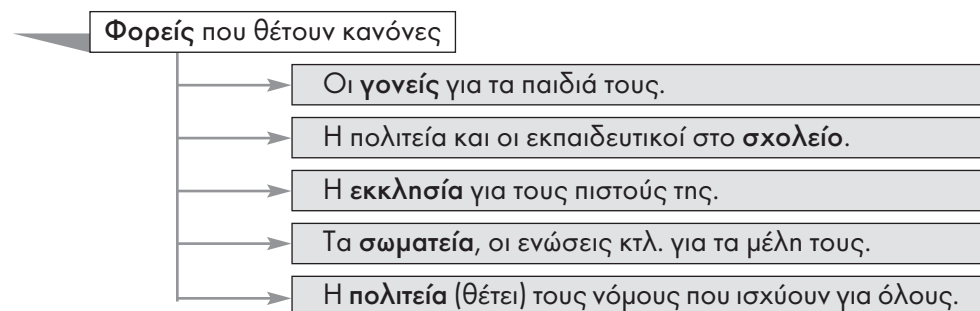 Φορείς που θέτουν κανόνες
Οι γονείς για τα παιδιά τους.
Η πολιτεία και οι εκπαιδευτικοί στο σχολείο.
Η εκκλησία για τους πιστούς της.
Τα σωματεία, οι ενώσεις κτλ. για τα μέλη τους.
Η πολιτεία (θέτει) τους νόμους που ισχύουν για όλους.